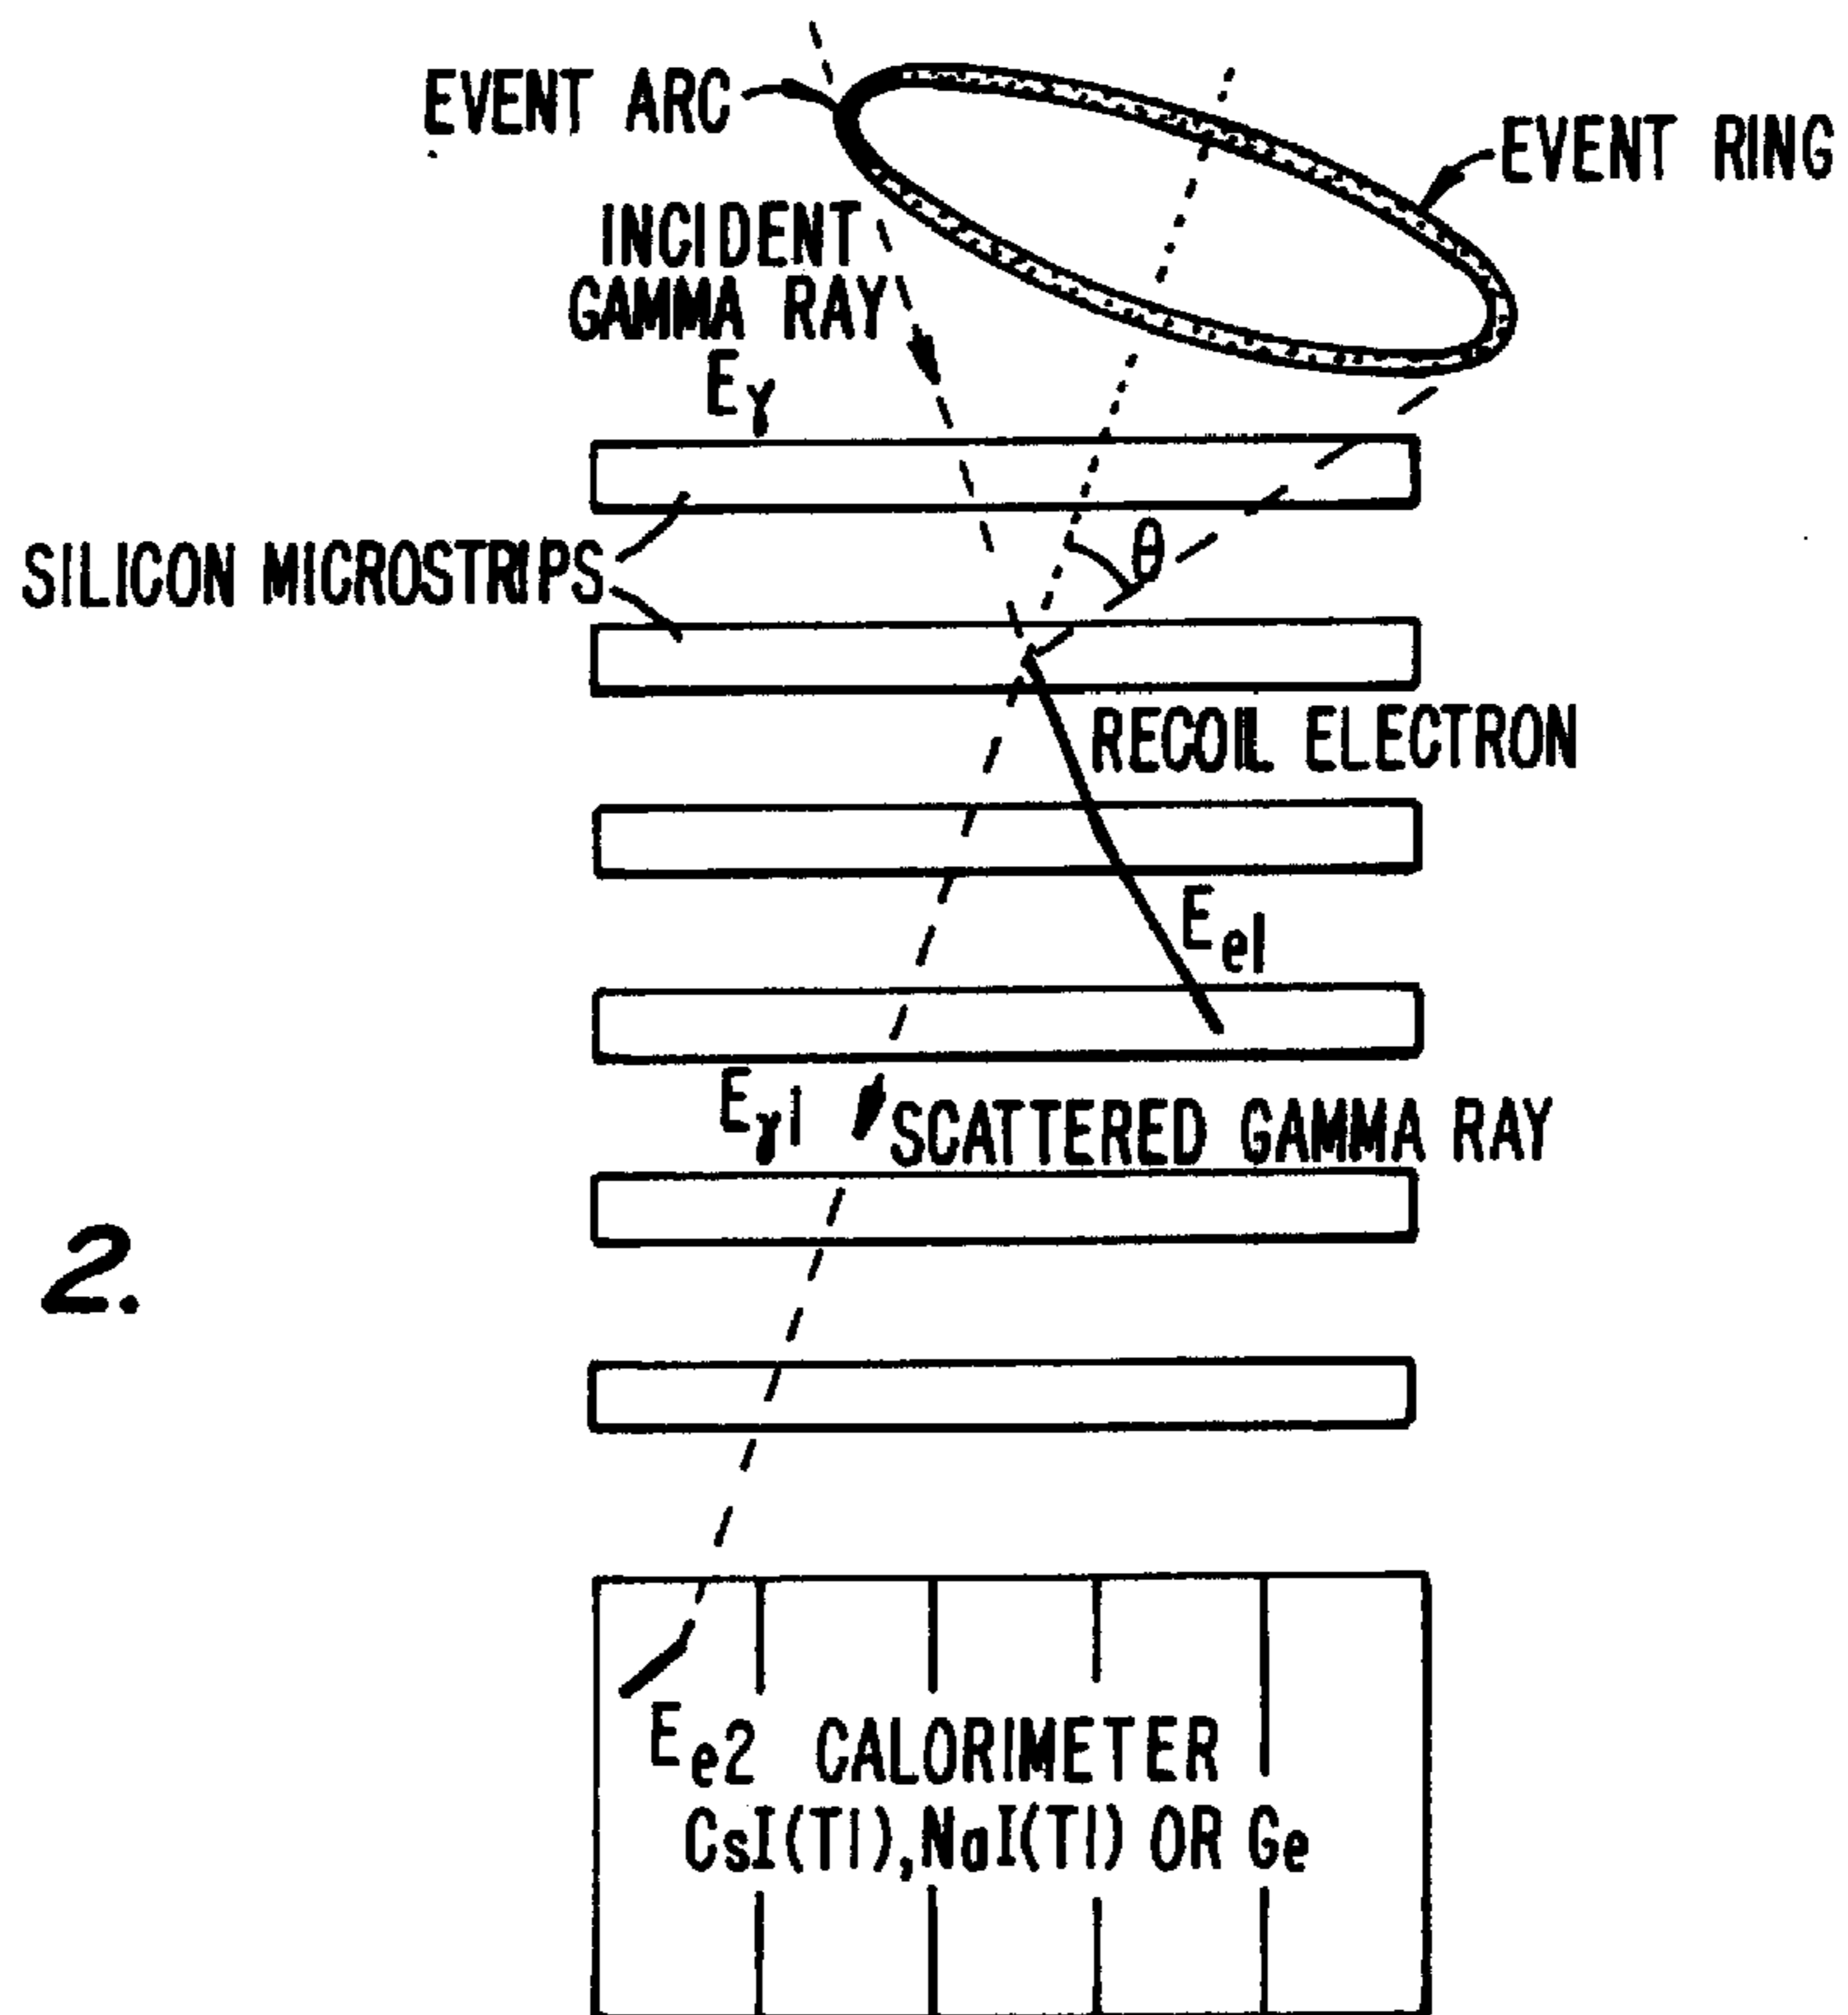 EVENT ARC
EVENT RING
INCIDENT
GAMMA RAY
Eγ
θ
SILICON MICROSTRIPS
RECOIL ELECTRON
Ee1
Eγ1
SCATTERED GAMMA RAY
2.
Ee2 CALORIMETER
CsI(Tl),NaI(Tl) OR Ge